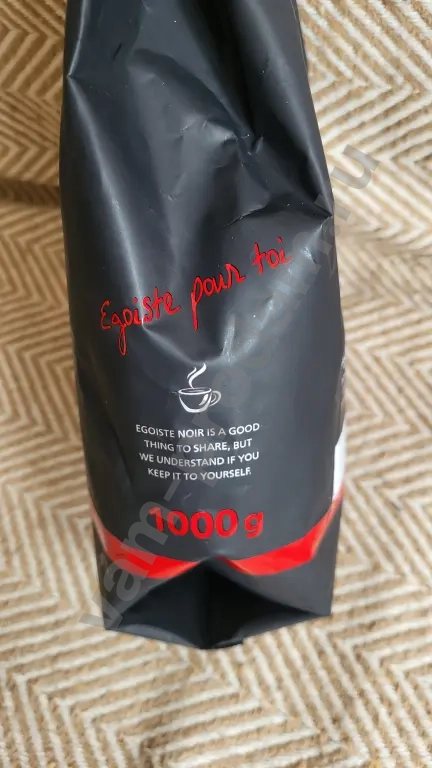 Egoiste pour toi
EGOISTE NOIR IS A GOOD
THING TO SHARE, BUT
WE UNDERSTAND IF YOU
KEEP IT TO YOURSELF.
1000 g